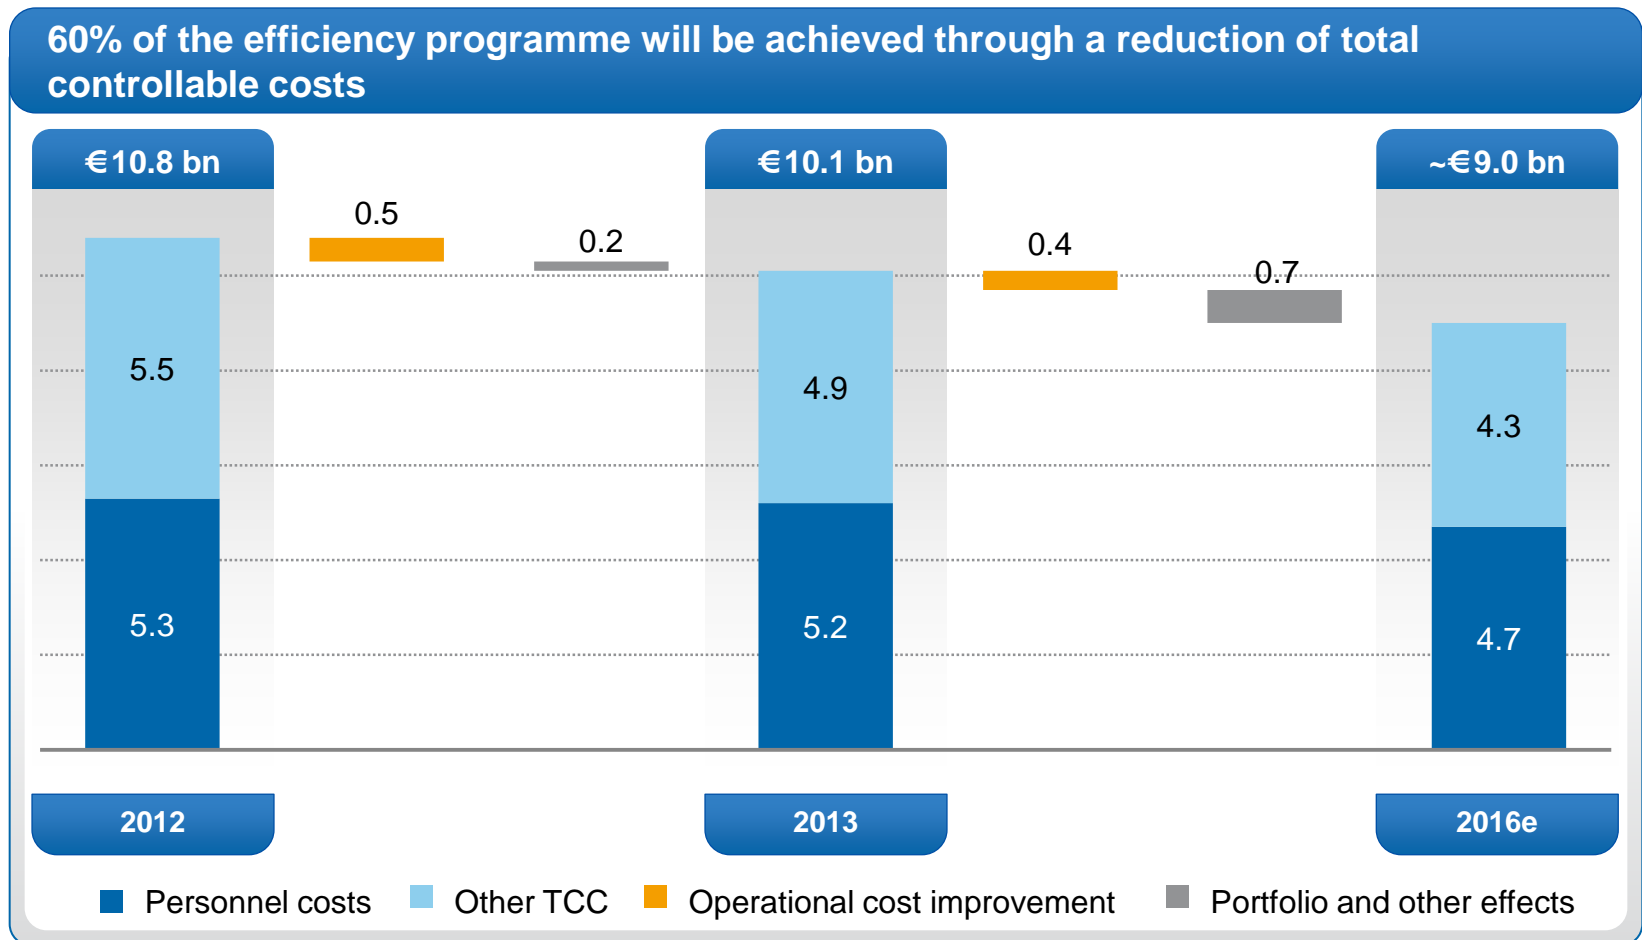 60% of the efficiency programme will be achieved through a reduction of total
controllable costs
€10.8 bn
€10.1 bn
~€9.0 bn
0.5
0.2
0.4
0.7
5.5
4.9
4.3
5.3
5.2
4.7
2012
2013
2016e
Personnel costs
Other TCC
Operational cost improvement
Portfolio and other effects